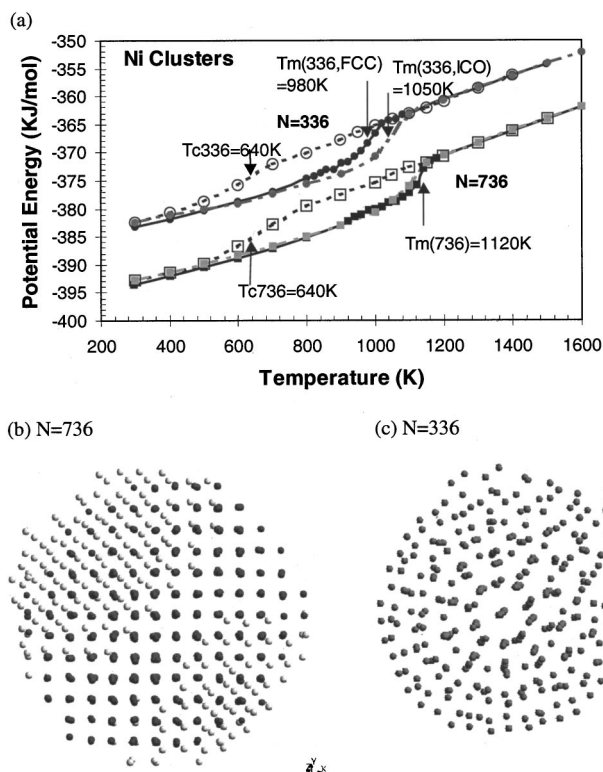 (a)
-350
-355
-360
-365
-370
-375
-380
-385
-390
-395
-400
Potential Energy (KJ/mol)
Ni Clusters
Tm(336,FCC)
=980K
Tm(336,ICO)
=1050K
N=336
Tc336=640K
N=736
Tm(736)=1120K
Tc736=640K
200
400
600
800
1000
1200
1400
1600
Temperature (K)
(b) N=736
(c) N=336
Y
Z
X